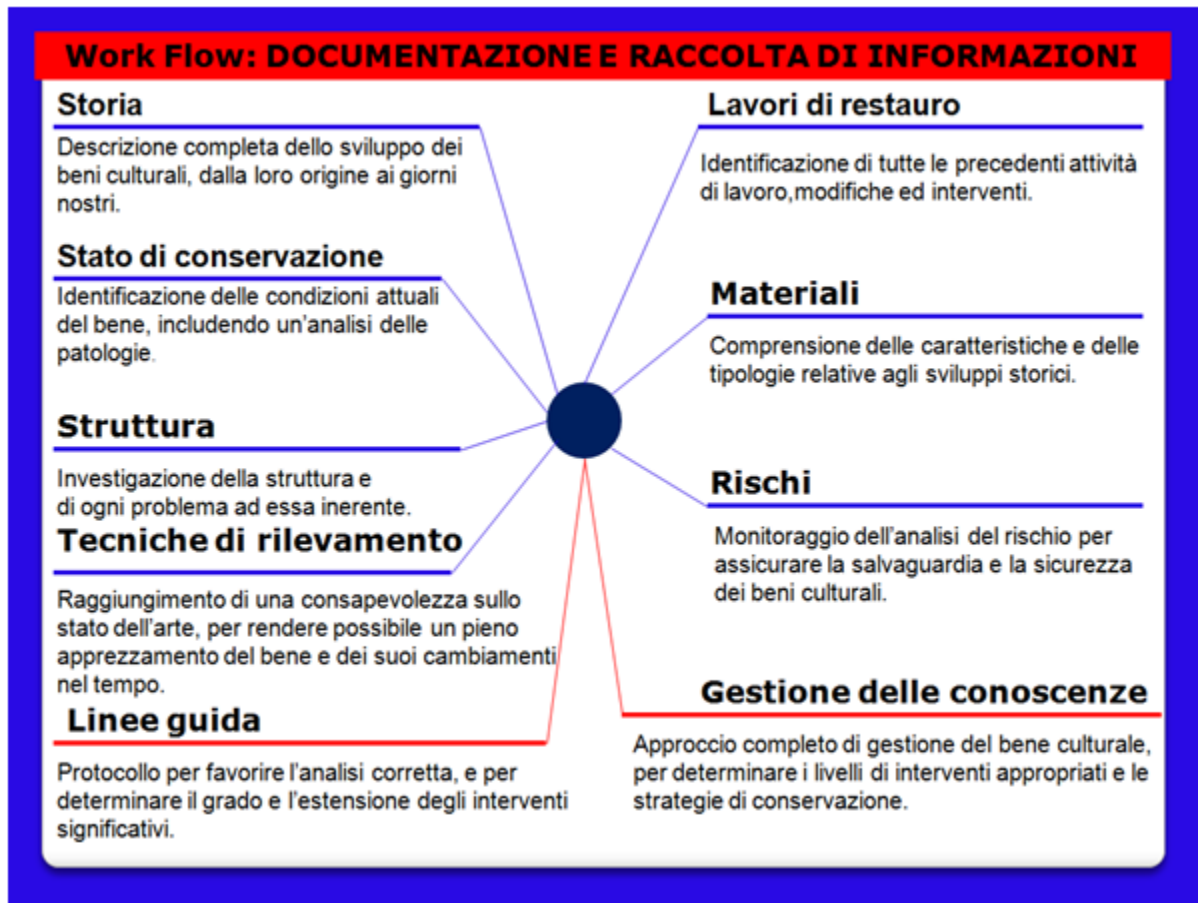 Work Flow: DOCUMENTAZIONE E RACCOLTA DI INFORMAZIONI
Storia
Descrizione completa dello sviluppo dei
beni culturali, dalla loro origine ai giorni
nostri.
Stato di conservazione
Identificazione delle condizioni attuali
del bene, includendo un'analisi delle
patologie.
Struttura
Investigazione della struttura e
di ogni problema ad essa inerente.
Tecniche di rilevamento
Raggiungimento di una consapevolezza sullo
stato dell'arte, per rendere possibile un pieno
apprezzamento del bene e dei suoi cambiamenti
nel tempo.
Linee guida
Protocollo per favorire l'analisi corretta, e per
determinare il grado e l'estensione degli interventi
significativi.
Lavori di restauro
Identificazione di tutte le precedenti attività
di lavoro,modifiche ed interventi.
Materiali
Comprensione delle caratteristiche e delle
tipologie relative agli sviluppi storici.
Rischi
Monitoraggio dell'analisi del rischio per
assicurare la salvaguardia e la sicurezza
dei beni culturali.
Gestione delle conoscenze
Approccio completo di gestione del bene culturale,
per determinare i livelli di interventi appropriati e le
strategie di conservazione.